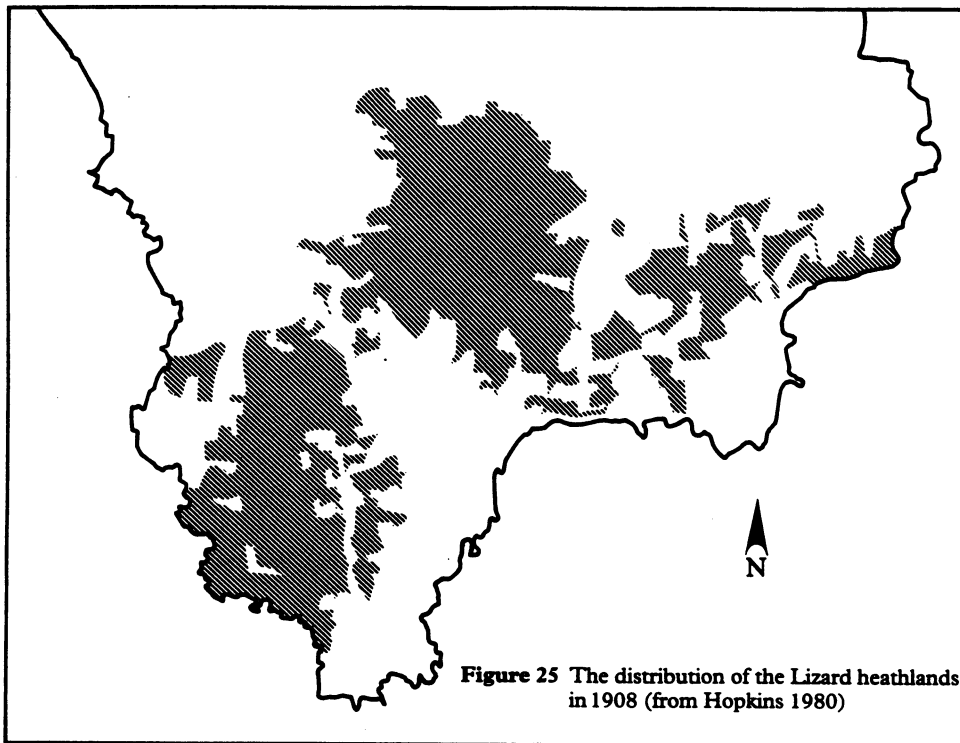 N
Figure 25 The distribution of the Lizard heathlands
in 1908 (from Hopkins 1980)